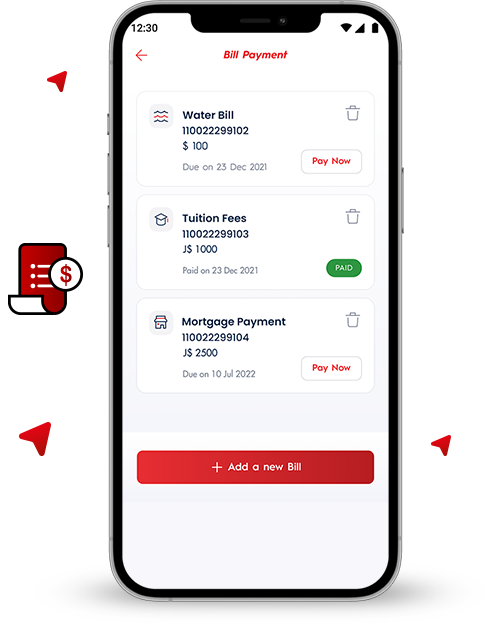 12:30
Bill Payment
Water Bill
110022299102
$ 100
Due on 23 Dec 2021
Pay Now
Tuition Fees
110022299103
J$ 1000
Paid on 23 Dec 2021
PAID
Mortgage Payment
110022299104
J$ 2500
Due on 10 Jul 2022
Pay Now
$
+ Add a new Bill